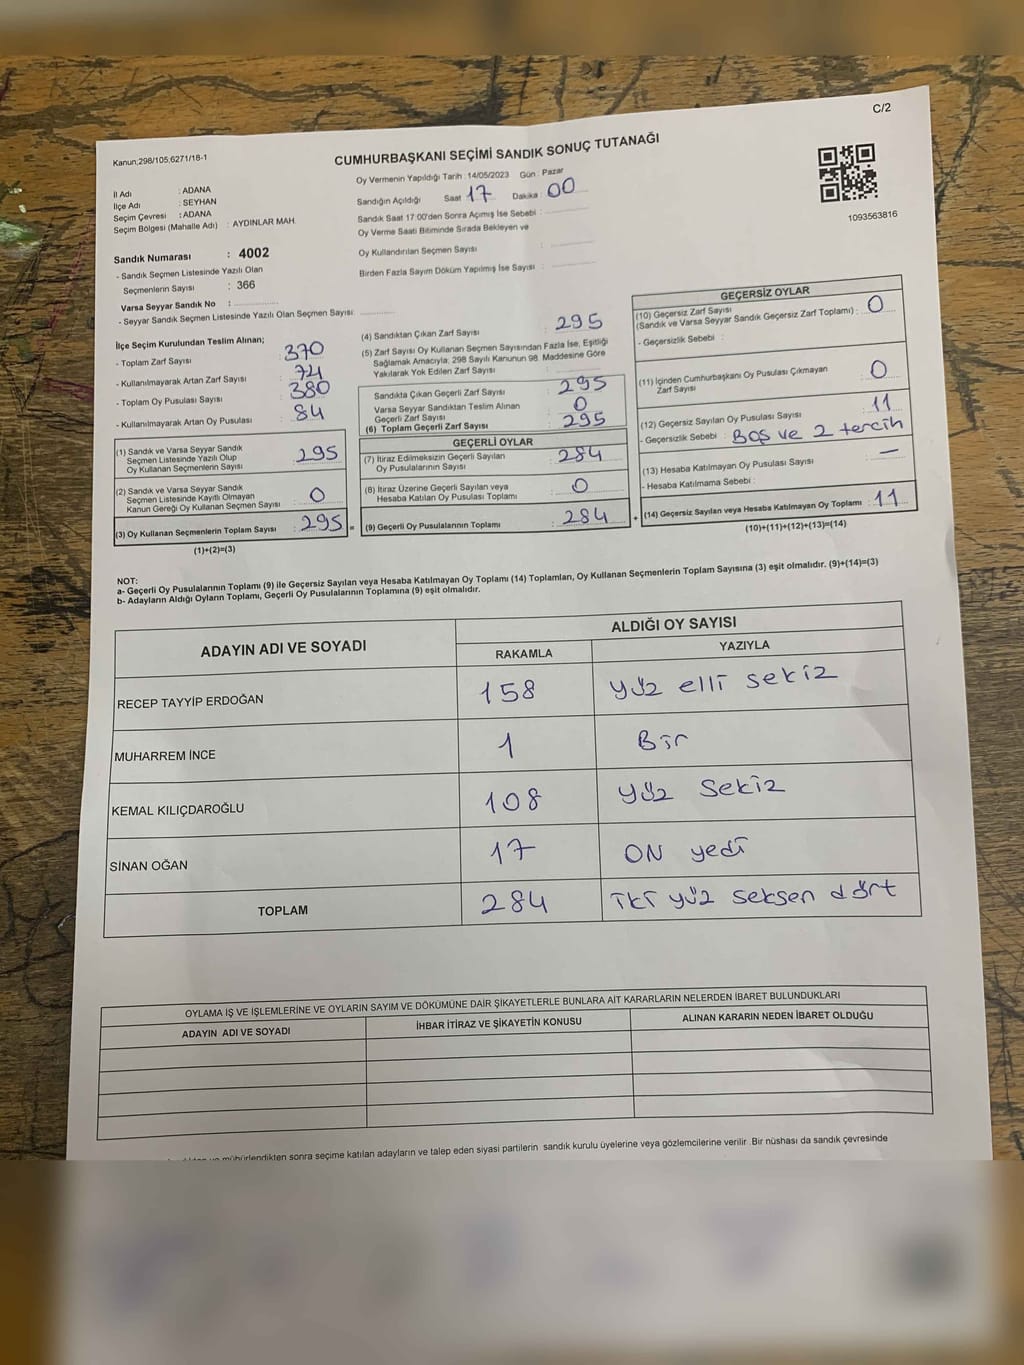 C/2
Kanun;298/105,6271/18-1
CUMHURBAŞKANI SEÇİMİ SANDIK SONUÇ TUTANAĞI
İl Adı : ADANA
İlçe Adı : SEYHAN
Seçim Çevresi : ADANA
Seçim Bölgesi (Mahalle Adı) : AYDINLAR MAH.
Oy Vermenin Yapıldığı Tarih : 14/05/2023 Gün : Pazar
Sandığın Açıldığı Saat 17 Dakika : 00
Sandık Saat 17:00'den Sonra Açımış İse Sebebi :
Oy Verme Saati Bitiminde Sırada Bekleyen ve :
Oy Kullandırılan Seçmen Sayısı :
Birden Fazla Sayım Döküm Yapılmış İse Sayısı :
1093563816
Sandık Numarası : 4002
- Sandık Seçmen Listesinde Yazılı Olan
Seçmenlerin Sayısı : 366
Varsa Seyyar Sandık No :
- Seyyar Sandık Seçmen Listesinde Yazılı Olan Seçmen Sayısı:
İlçe Seçim Kurulundan Teslim Alınan;
- Toplam Zarf Sayısı : 370
- Kullanılmayarak Artan Zarf Sayısı : 74
- Toplam Oy Pusulası Sayısı : 380
- Kullanılmayarak Artan Oy Pusulası : 84
(1) Sandık ve Varsa Seyyar Sandık
Seçmen Listesinde Yazılı Olup
Oy Kullanan Seçmenlerin Sayısı : 295
(2) Sandık ve Varsa Seyyar Sandık
Seçmen Listesinde Kayıtlı Olmayan
Kanun Gereği Oy Kullanan Seçmen Sayısı : 0
(3) Oy Kullanan Seçmenlerin Toplam Sayısı : 295 =
(1)+(2)=(3)
(4) Sandıktan Çıkan Zarf Sayısı : 295
(5) Zarf Sayısı Oy Kullanan Seçmen Sayısından Fazla İse, Eşitliği
Sağlamak Amacıyla; 298 Sayılı Kanunun 98. Maddesine Göre
Yakılarak Yok Edilen Zarf Sayısı :
Sandıkta Çıkan Geçerli Zarf Sayısı : 295
Varsa Seyyar Sandıktan Teslim Alınan
Geçerli Zarf Sayısı : 0
(6) Toplam Geçerli Zarf Sayısı : 295
GEÇERLİ OYLAR
(7) İtiraz Edilmeksizin Geçerli Sayılan
Oy Pusulalarının Sayısı : 284
(8) İtiraz Üzerine Geçerli Sayılan veya
Hesaba Katılan Oy Pusulası Toplamı : 0
(9) Geçerli Oy Pusulalarının Toplamı : 284 +
GEÇERSİZ OYLAR
(10) Geçersiz Zarf Sayısı
(Sandık ve Varsa Seyyar Sandık Geçersiz Zarf Toplamı) : 0
- Geçersizlik Sebebi :
(11) İçinden Cumhurbaşkanı Oy Pusulası Çıkmayan
Zarf Sayısı : 0
(12) Geçersiz Sayılan Oy Pusulası Sayısı : 11
- Geçersizlik Sebebi : Boş ve 2 tercih
(13) Hesaba Katılmayan Oy Pusulası Sayısı : —
- Hesaba Katılmama Sebebi :
(14) Geçersiz Sayılan veya Hesaba Katılmayan Oy Toplamı : 11
(10)+(11)+(12)+(13)=(14)
NOT:
a- Geçerli Oy Pusulalarının Toplamı (9) ile Geçersiz Sayılan veya Hesaba Katılmayan Oy Toplamı (14) Toplamları, Oy Kullanan Seçmenlerin Toplam Sayısına (3) eşit olmalıdır. (9)+(14)=(3)
b- Adayların Aldığı Oyların Toplamı, Geçerli Oy Pusulalarının Toplamına (9) eşit olmalıdır.
ADAYIN ADI VE SOYADI
ALDIĞI OY SAYISI
RAKAMLA YAZIYLA
RECEP TAYYİP ERDOĞAN 158 yüz elli sekiz
MUHARREM İNCE 1 Bir
KEMAL KILIÇDAROĞLU 108 yüz sekiz
SİNAN OĞAN 17 ON yedi
TOPLAM 284 iki yüz seksen dört
OYLAMA İŞ VE İŞLEMLERİNE VE OYLARIN SAYIM VE DÖKÜMÜNE DAİR ŞİKAYETLERLE BUNLARA AİT KARARLARIN NELERDEN İBARET BULUNDUKLARI
ADAYIN ADI VE SOYADI İHBAR İTİRAZ VE ŞİKAYETİN KONUSU ALINAN KARARIN NEDEN İBARET OLDUĞU
mühürlendikten sonra seçime katılan adayların ve talep eden siyasi partilerin sandık kurulu üyelerine veya gözlemcilerine verilir. Bir nüshası da sandık çevresinde